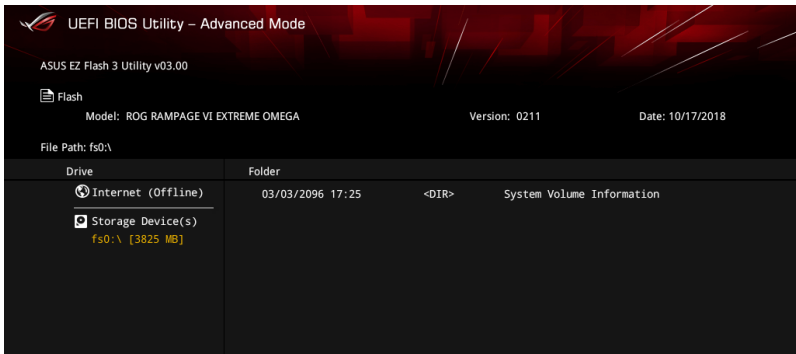 UEFI BIOS Utility – Advanced Mode
ASUS EZ Flash 3 Utility v03.00
Flash
Model: ROG RAMPAGE VI EXTREME OMEGA Version: 0211 Date: 10/17/2018
File Path: fs0:\
Drive Folder
Internet (Offline) 03/03/2096 17:25 <DIR> System Volume Information
Storage Device(s)
fs0:\ [3825 MB]